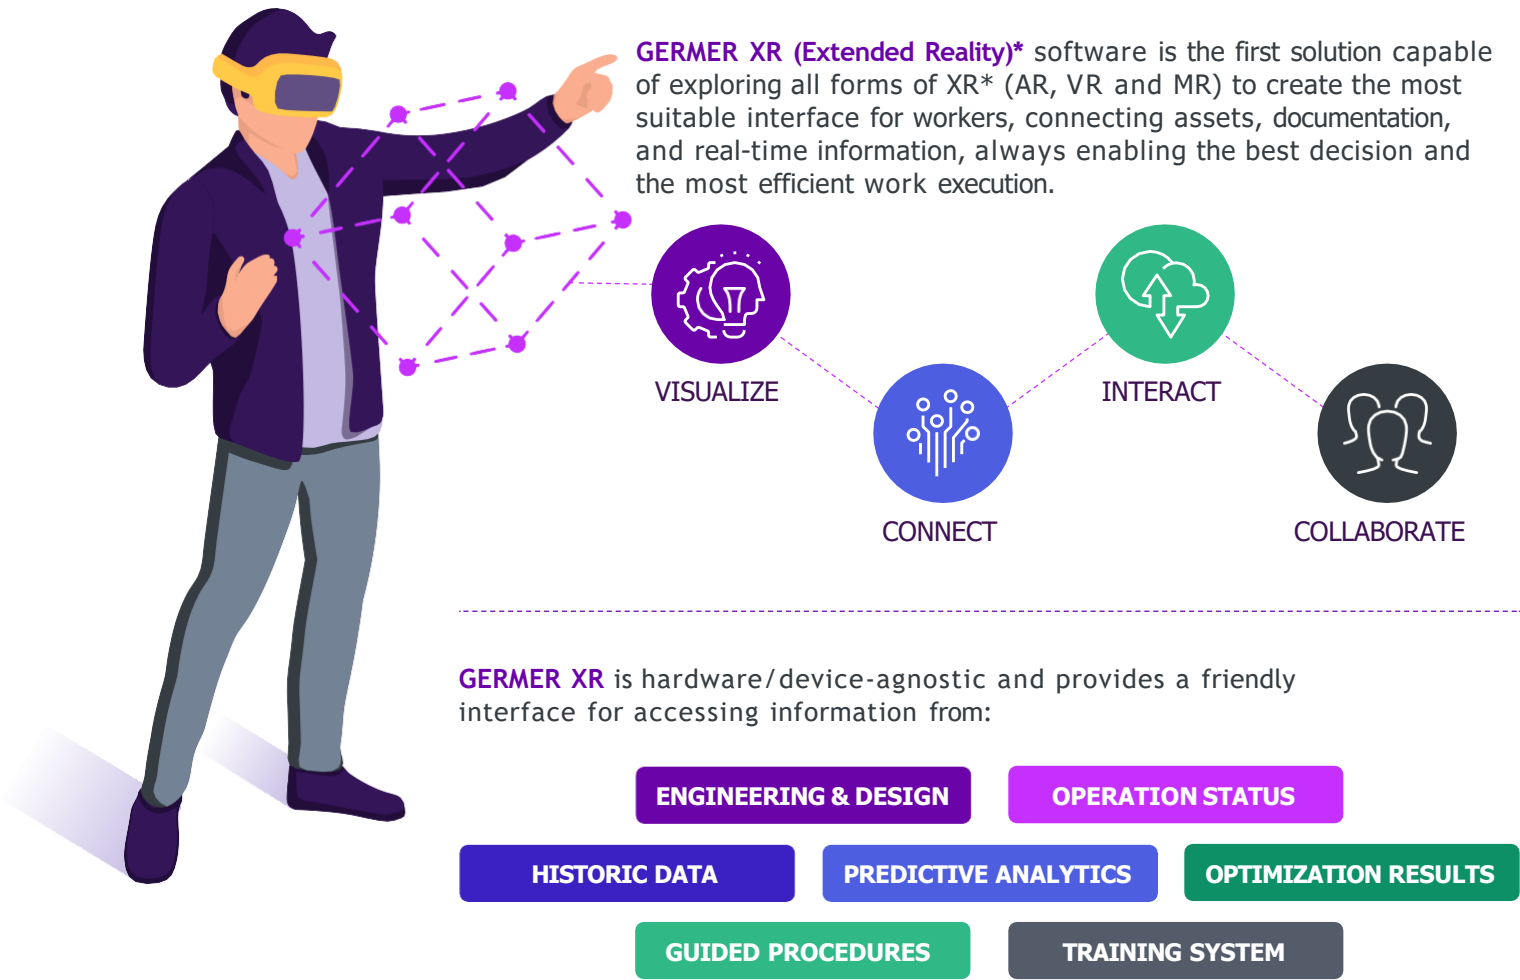 GERMER XR (Extended Reality)* software is the first solution capable
of exploring all forms of XR* (AR, VR and MR) to create the most
suitable interface for workers, connecting assets, documentation,
and real-time information, always enabling the best decision and
the most efficient work execution.
VISUALIZE
INTERACT
CONNECT
COLLABORATE
GERMER XR is hardware/device-agnostic and provides a friendly
interface for accessing information from:
ENGINEERING & DESIGN
OPERATION STATUS
HISTORIC DATA
PREDICTIVE ANALYTICS
OPTIMIZATION RESULTS
GUIDED PROCEDURES
TRAINING SYSTEM